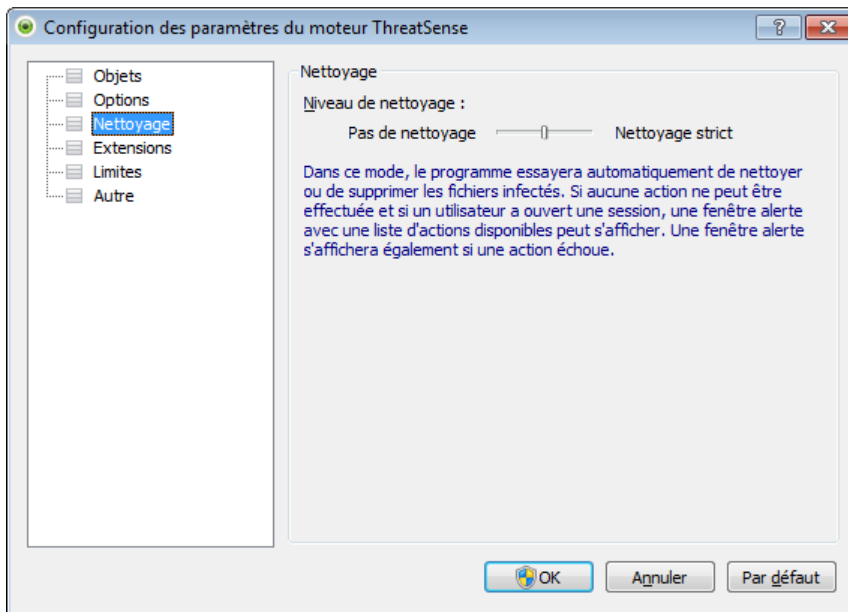 Configuration des paramètres du moteur ThreatSense
Objets
Options
Nettoyage
Extensions
Limites
Autre
Nettoyage
Niveau de nettoyage :
Pas de nettoyage
Nettoyage strict
Dans ce mode, le programme essayera automatiquement de nettoyer
ou de supprimer les fichiers infectés. Si aucune action ne peut être
effectuée et si un utilisateur a ouvert une session, une fenêtre alerte
avec une liste d'actions disponibles peut s'afficher. Une fenêtre alerte
s'affichera également si une action échoue.
OK
Annuler
Par défaut